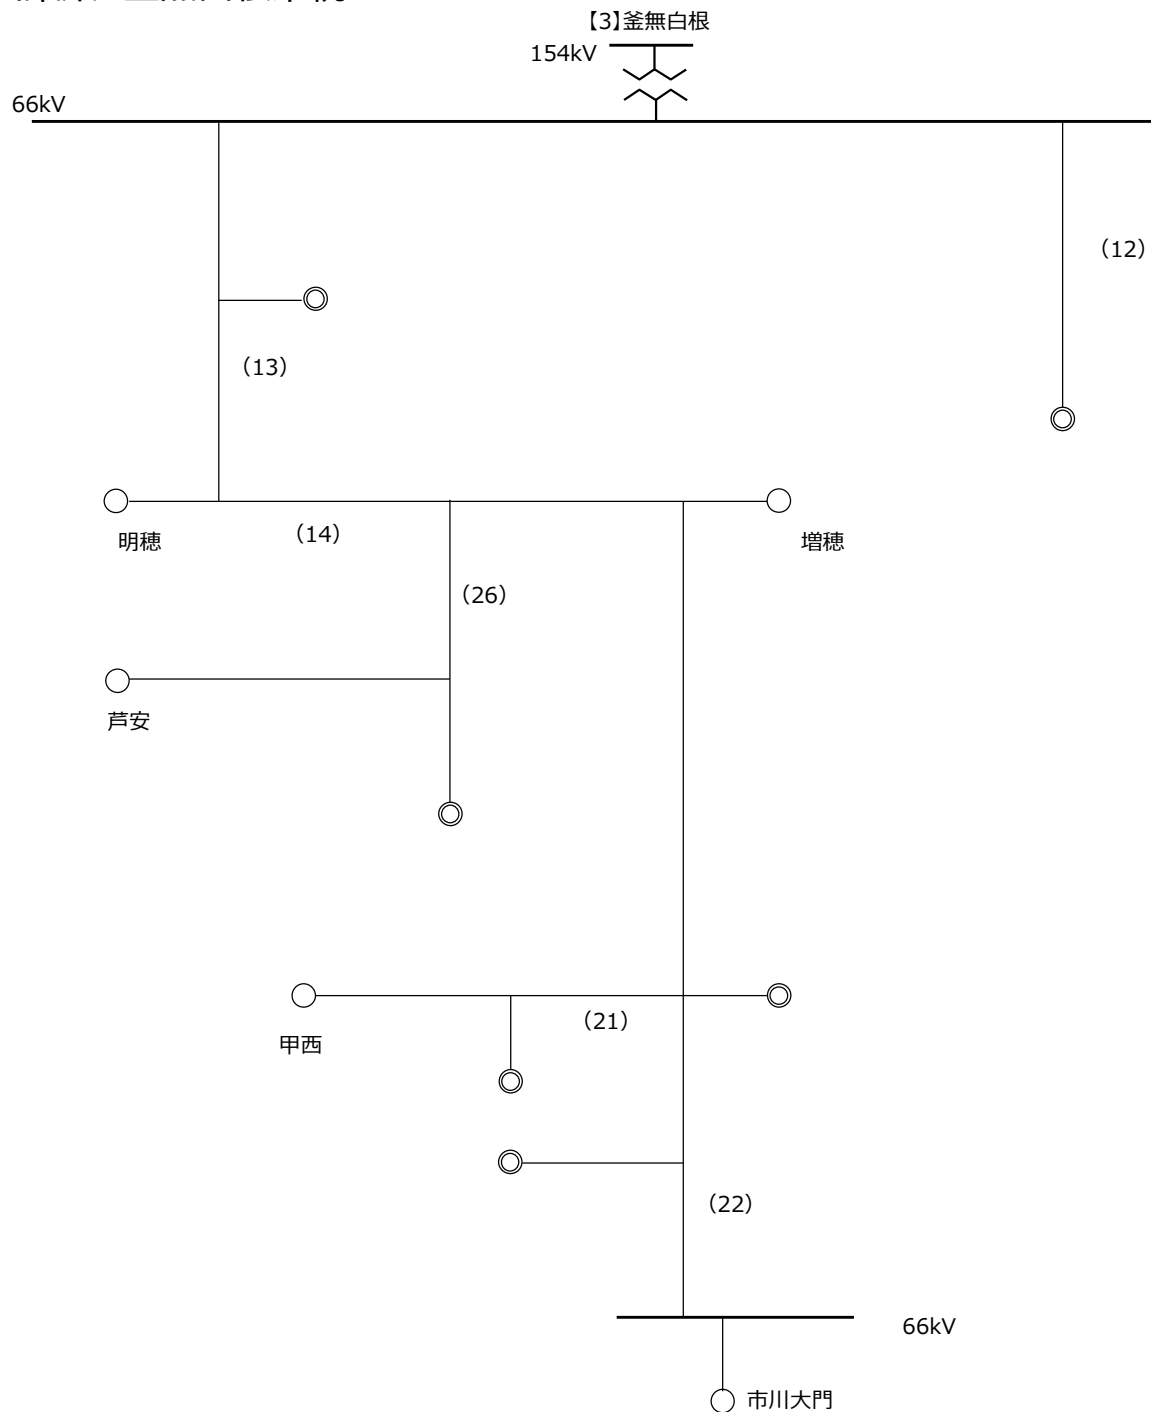 【3】釜無白根
154kV
66kV
（12）
（13）
明穂
（14）
増穂
（26）
芦安
（21）
甲西
（22）
66kV
市川大門